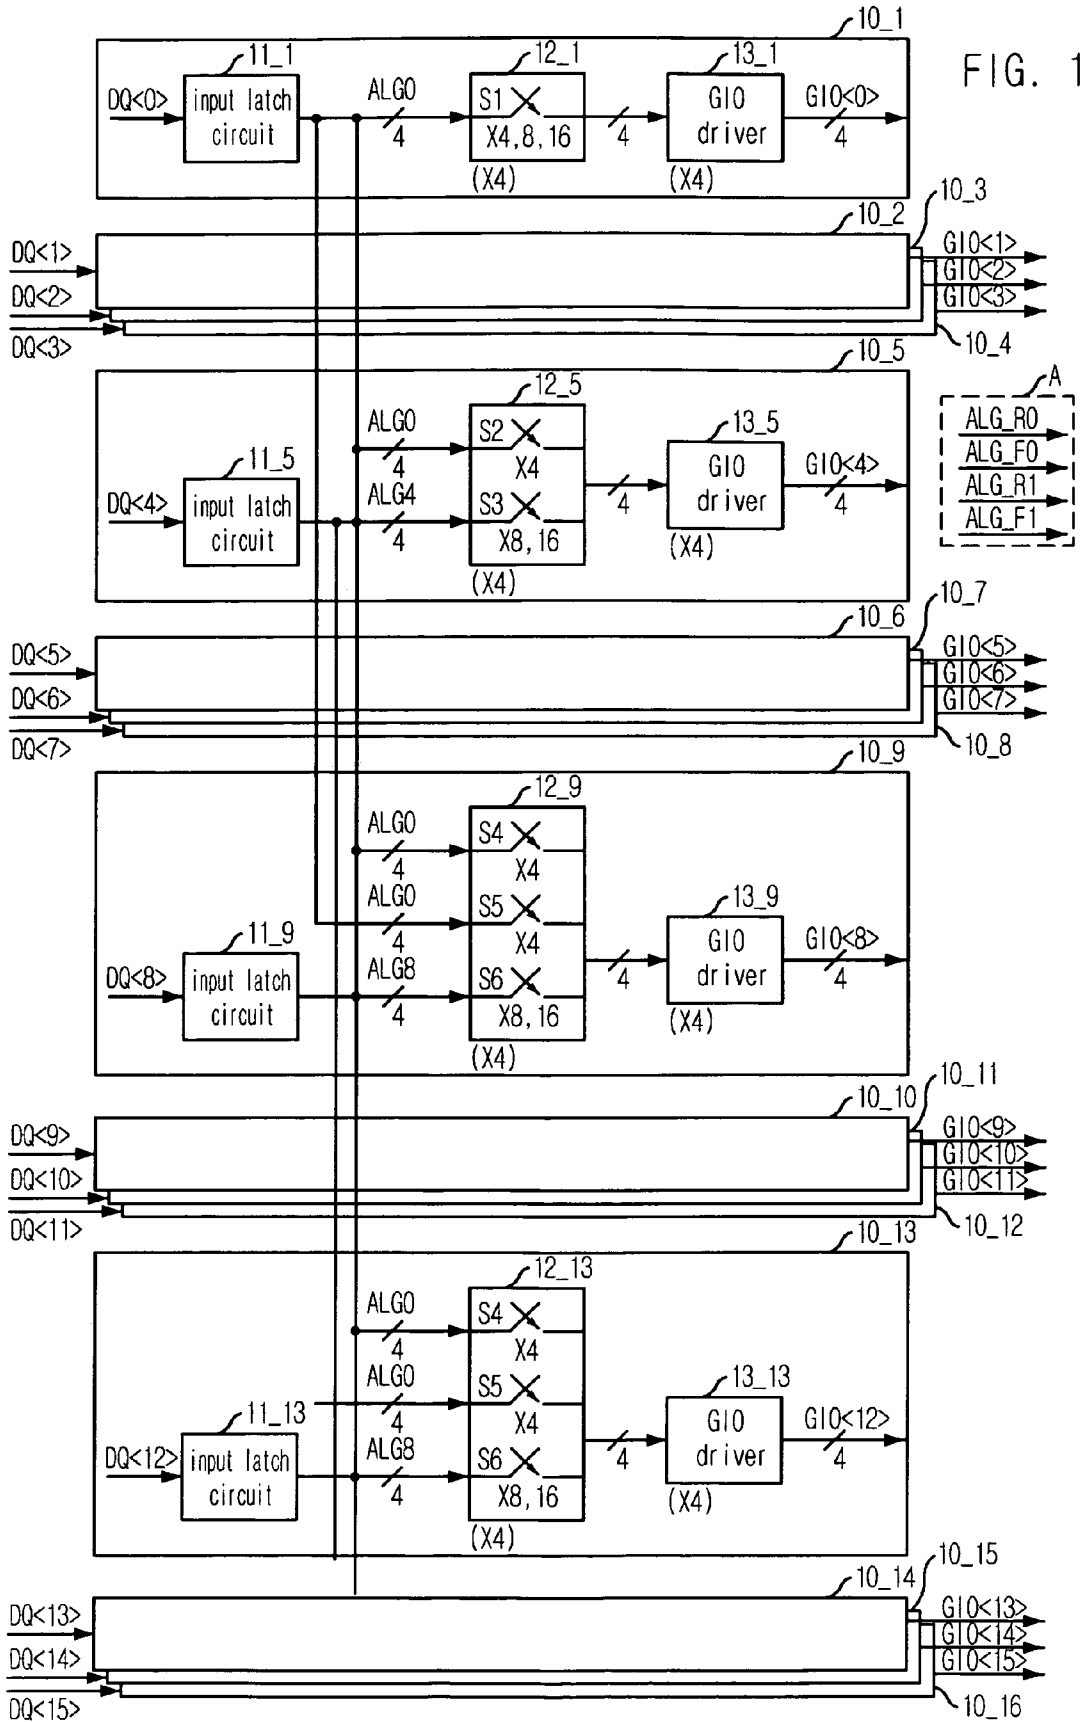 FIG. 1
10_1
11_1
12_1
13_1
DQ<0>
input latch
circuit
ALG0
4
S1
X4,8,16
(X4)
4
GIO
driver
(X4)
GIO<0>
4
10_2
10_3
DQ<1>
DQ<2>
DQ<3>
GIO<1>
GIO<2>
GIO<3>
10_4
10_5
12_5
13_5
11_5
DQ<4>
input latch
circuit
ALG0
4
ALG4
4
S2
X4
S3
X8,16
(X4)
4
GIO
driver
(X4)
GIO<4>
4
A
ALG_R0
ALG_F0
ALG_R1
ALG_F1
10_6
10_7
DQ<5>
DQ<6>
DQ<7>
GIO<5>
GIO<6>
GIO<7>
10_8
10_9
12_9
13_9
11_9
DQ<8>
input latch
circuit
ALG0
4
ALG0
4
ALG8
4
S4
X4
S5
X4
S6
X8,16
(X4)
4
GIO
driver
(X4)
GIO<8>
4
10_10
10_11
DQ<9>
DQ<10>
DQ<11>
GIO<9>
GIO<10>
GIO<11>
10_12
10_13
12_13
13_13
11_13
DQ<12>
input latch
circuit
ALG0
4
ALG0
4
ALG8
4
S4
X4
S5
X4
S6
X8,16
(X4)
4
GIO
driver
(X4)
GIO<12>
4
10_14
10_15
DQ<13>
DQ<14>
DQ<15>
GIO<13>
GIO<14>
GIO<15>
10_16